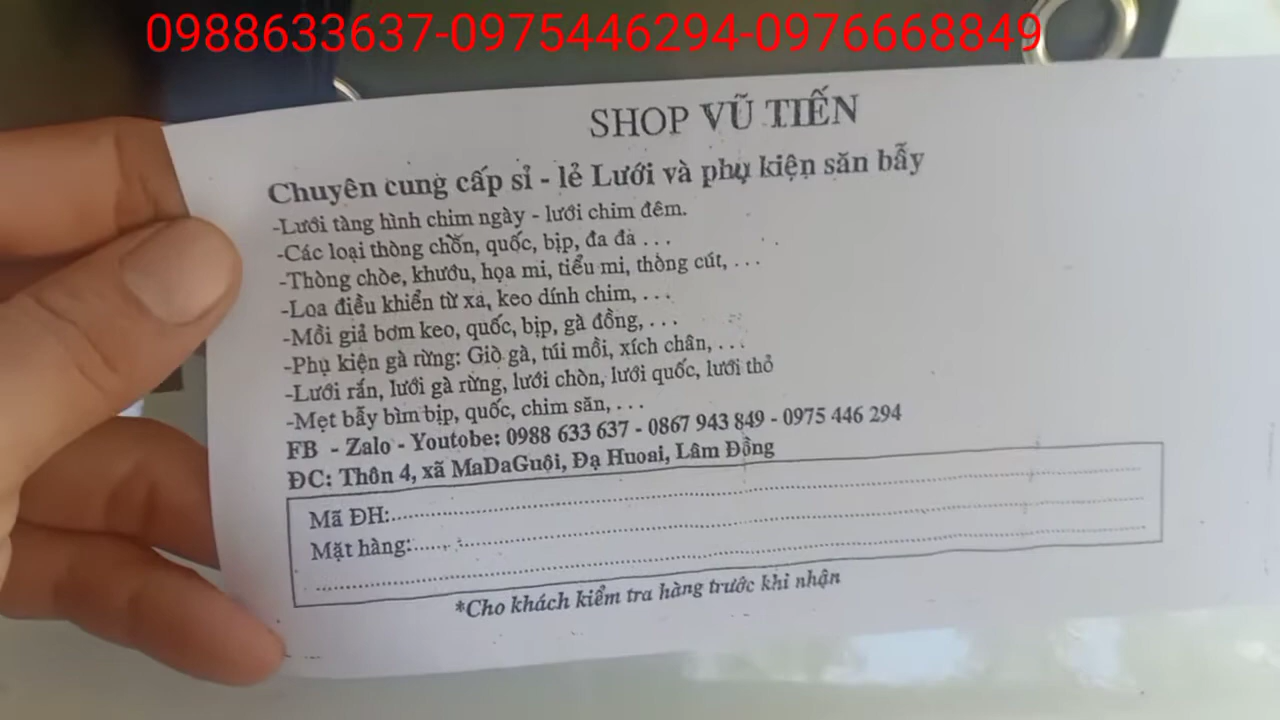 0988633637-0975446294-0976668849
SHOP VŨ TIẾN
Chuyên cung cấp sỉ - lẻ Lưới và phụ kiện săn bẫy
-Lưới tàng hình chim ngày - lưới chim đêm.
-Các loại thòng chồn, quốc, bịp, đa đa . . .
-Thòng chòe, khướu, họa mi, tiểu mi, thòng cút, . . .
-Loa điều khiển từ xa, keo dính chim, . . .
-Mồi giả bơm keo, quốc, bịp, gà đồng, . . .
-Phụ kiện gà rừng: Giò gà, túi mồi, xích chân, . . .
-Lưới rắn, lưới gà rừng, lưới chòn, lưới quốc, lưới thỏ
-Mẹt bẫy bìm bịp, quốc, chim săn, . . .
FB - Zalo - Youtobe: 0988 633 637 - 0867 943 849 - 0975 446 294
ĐC: Thôn 4, xã MaDaGuội, Đạ Huoai, Lâm Đồng
Mã ĐH:
Mặt hàng:
*Cho khách kiểm tra hàng trước khi nhận